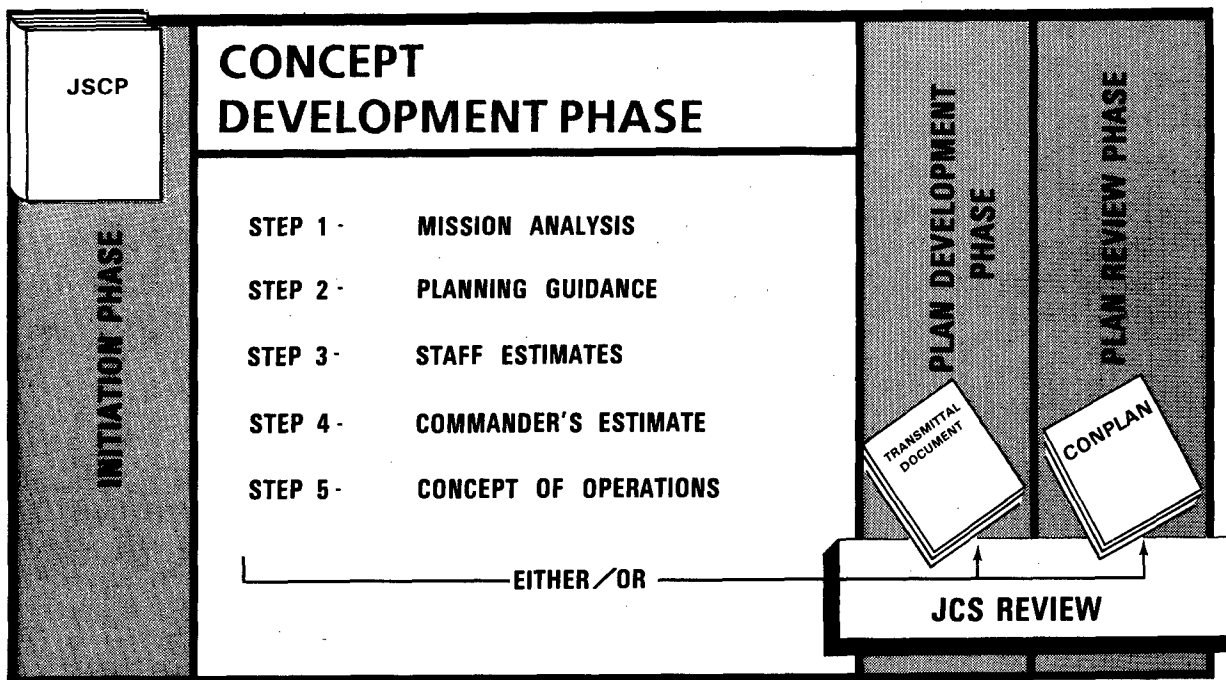 JSCP
INITIATION PHASE
CONCEPT
DEVELOPMENT PHASE
STEP 1 - MISSION ANALYSIS
STEP 2 - PLANNING GUIDANCE
STEP 3 - STAFF ESTIMATES
STEP 4 - COMMANDER'S ESTIMATE
STEP 5 - CONCEPT OF OPERATIONS
EITHER/OR
PLAN DEVELOPMENT
PHASE
PLAN REVIEW PHASE
TRANSMITTAL
DOCUMENT
CONPLAN
JCS REVIEW